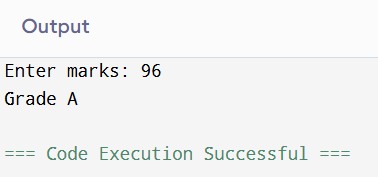 Output
Enter marks: 96
Grade A
=== Code Execution Successful ===